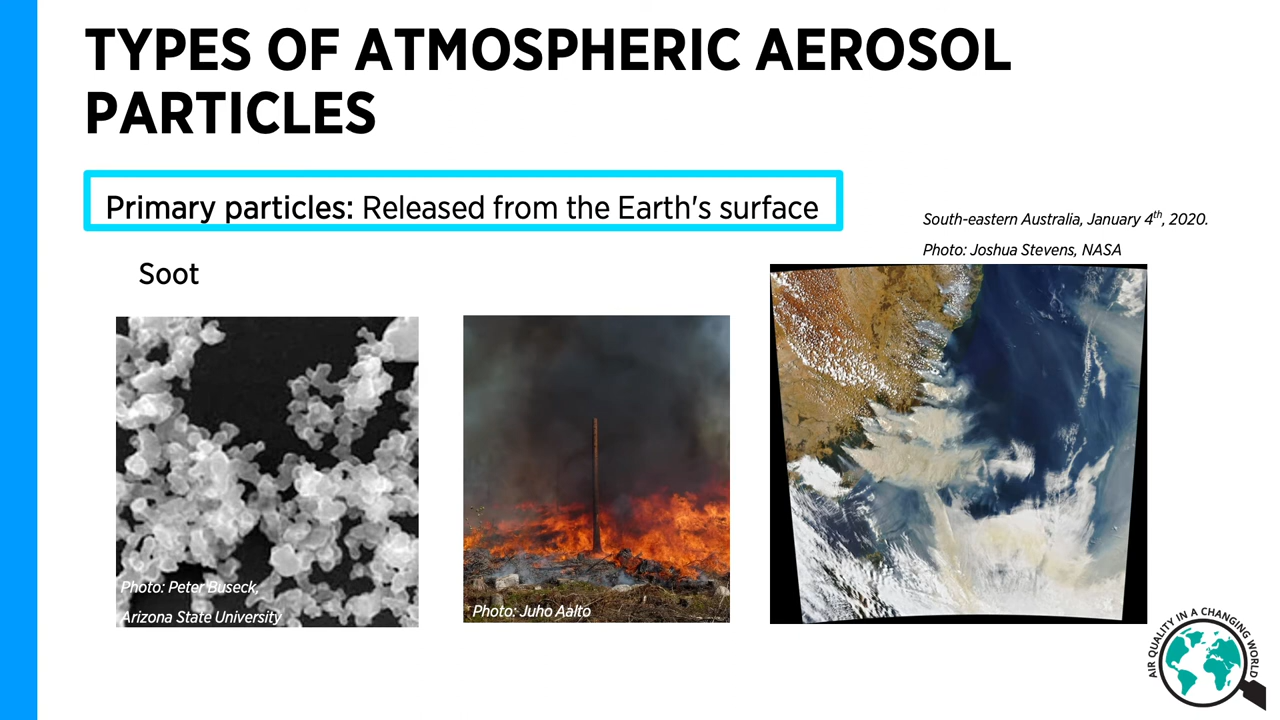 TYPES OF ATMOSPHERIC AEROSOL
PARTICLES
Primary particles: Released from the Earth's surface
South-eastern Australia, January 4th, 2020.
Photo: Joshua Stevens, NASA
Soot
Photo: Peter Buseck,
Arizona State University
Photo: Juho Aalto
AIR QUALITY IN A CHANGING WORLD